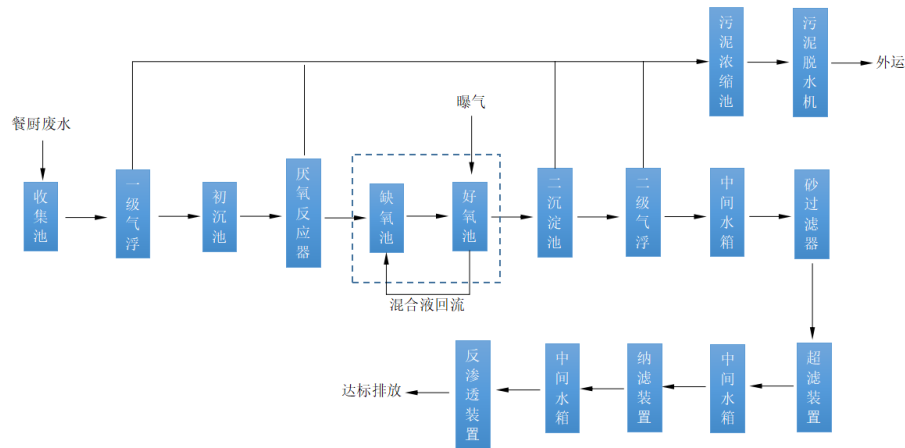 污泥浓缩池
污泥脱水机
外运
餐厨废水
曝气
收集池
一级气浮
初沉池
厌氧反应器
缺氧池
好氧池
二沉淀池
二级气浮
中间水箱
砂过滤器
混合液回流
达标排放
反渗透装置
中间水箱
纳滤装置
中间水箱
超滤装置